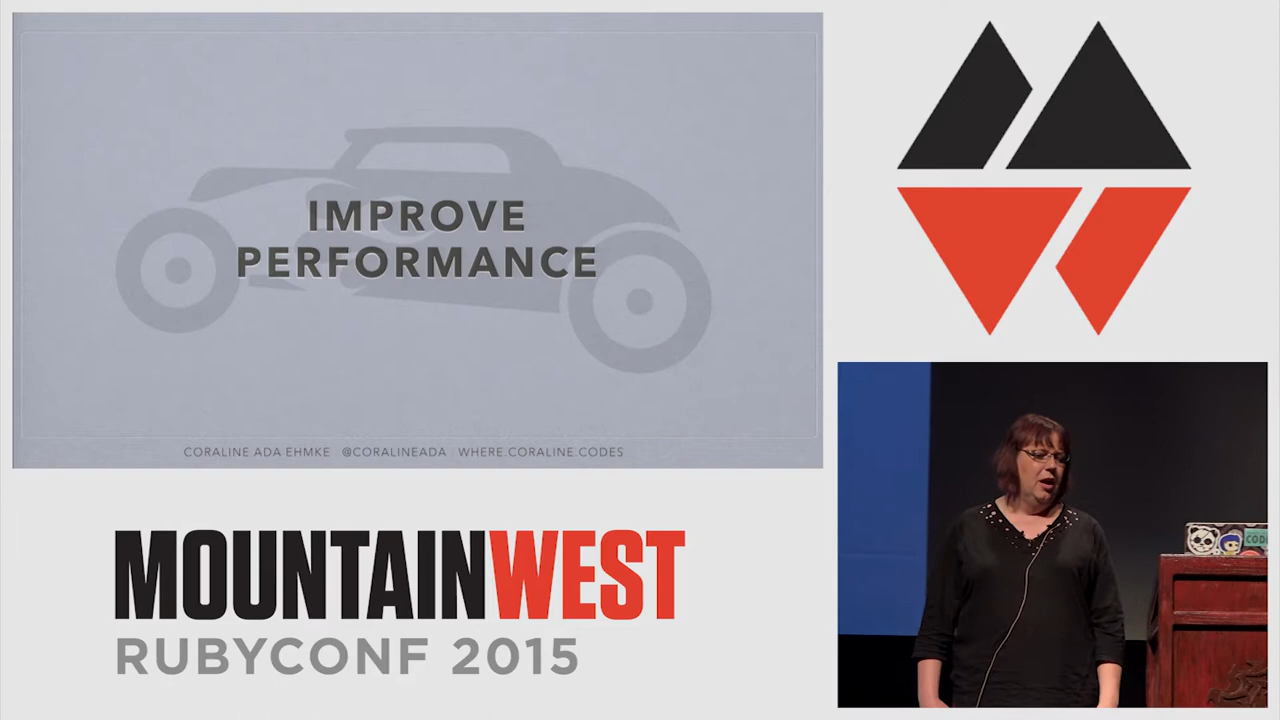 IMPROVE
PERFORMANCE
CORALINE ADA EHMKE @CORALINEADA WHERE.CORALINE.CODES
MOUNTAINWEST
RUBYCONF 2015